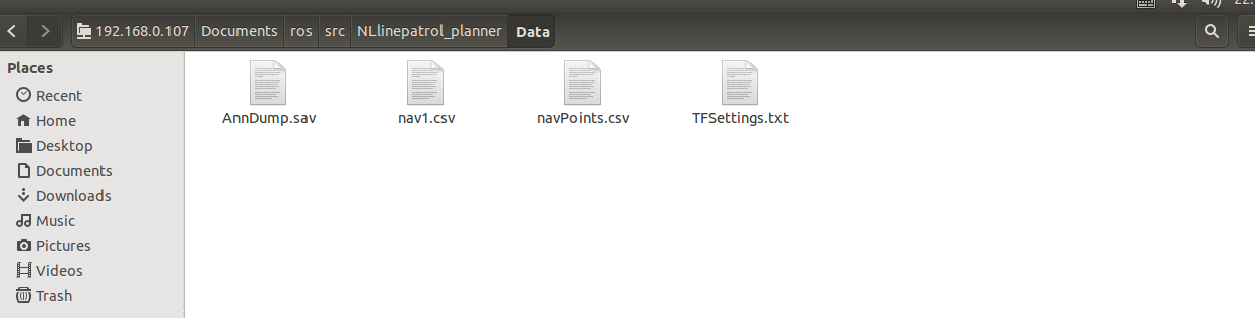 22:
192.168.0.107 Documents ros src NLlinepatrol_planner Data
Places
Recent
Home
Desktop
Documents
Downloads
Music
Pictures
Videos
Trash
AnnDump.sav nav1.csv navPoints.csv TFSettings.txt